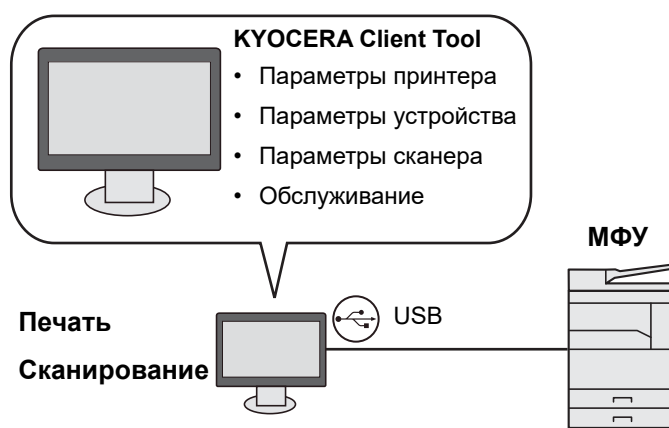 KYOCERA Client Tool
• Параметры принтера
• Параметры устройства
• Параметры сканера
• Обслуживание
МФУ
USB
Печать
Сканирование